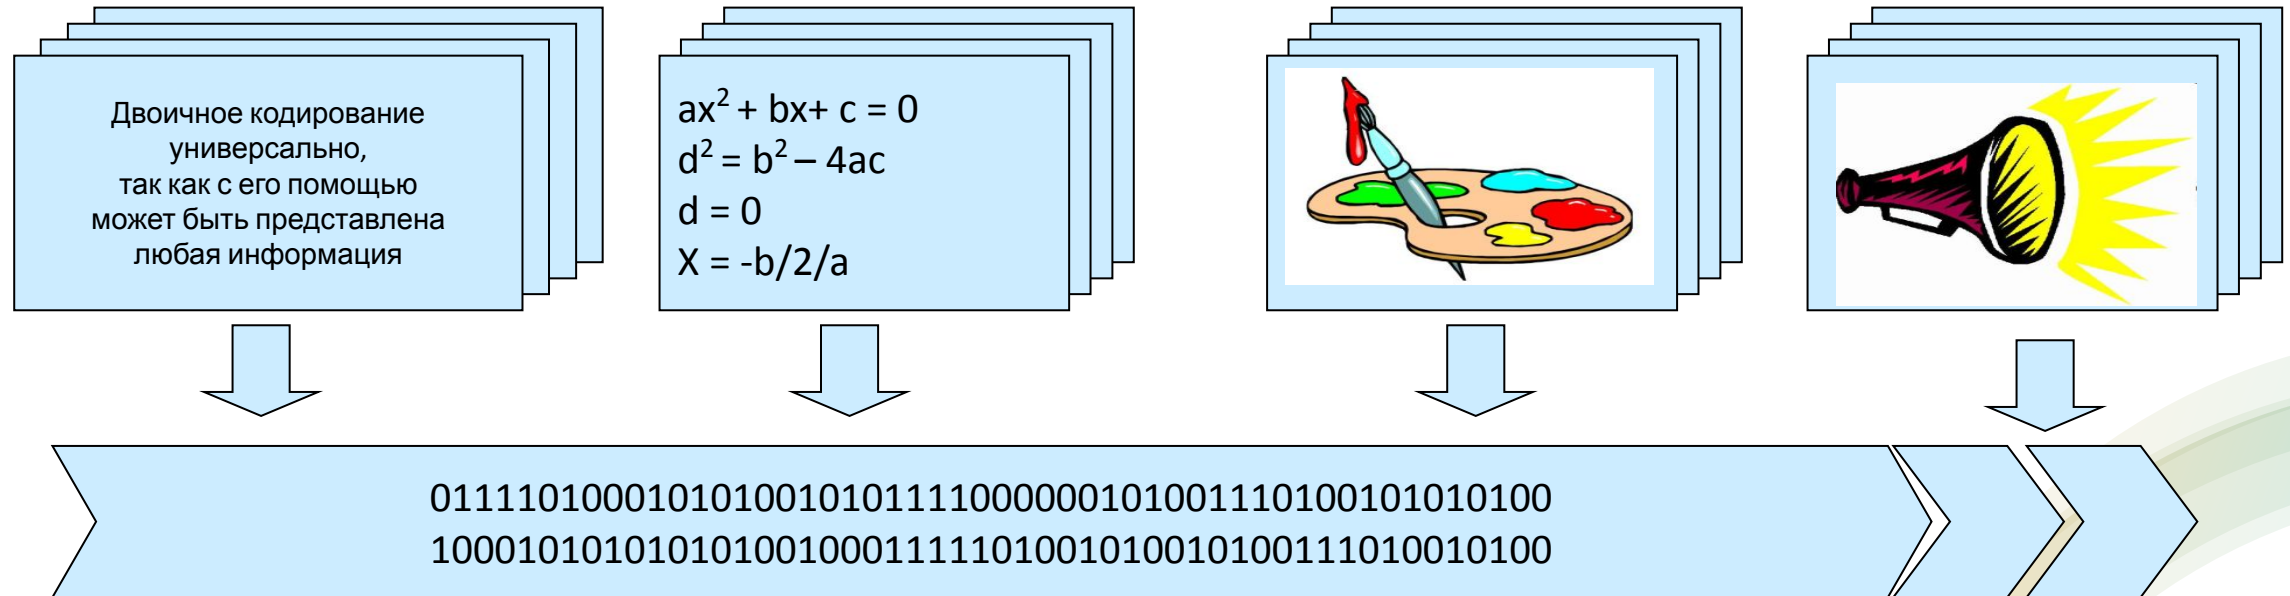 Двоичное кодирование
универсально,
так как с его помощью
может быть представлена
любая информация
ax² + bx+ c = 0
d² = b² – 4ac
d = 0
X = -b/2/a
0111101000101010010101111000000101001110100101010100
1000101010101010010001111101001010010100111010010100